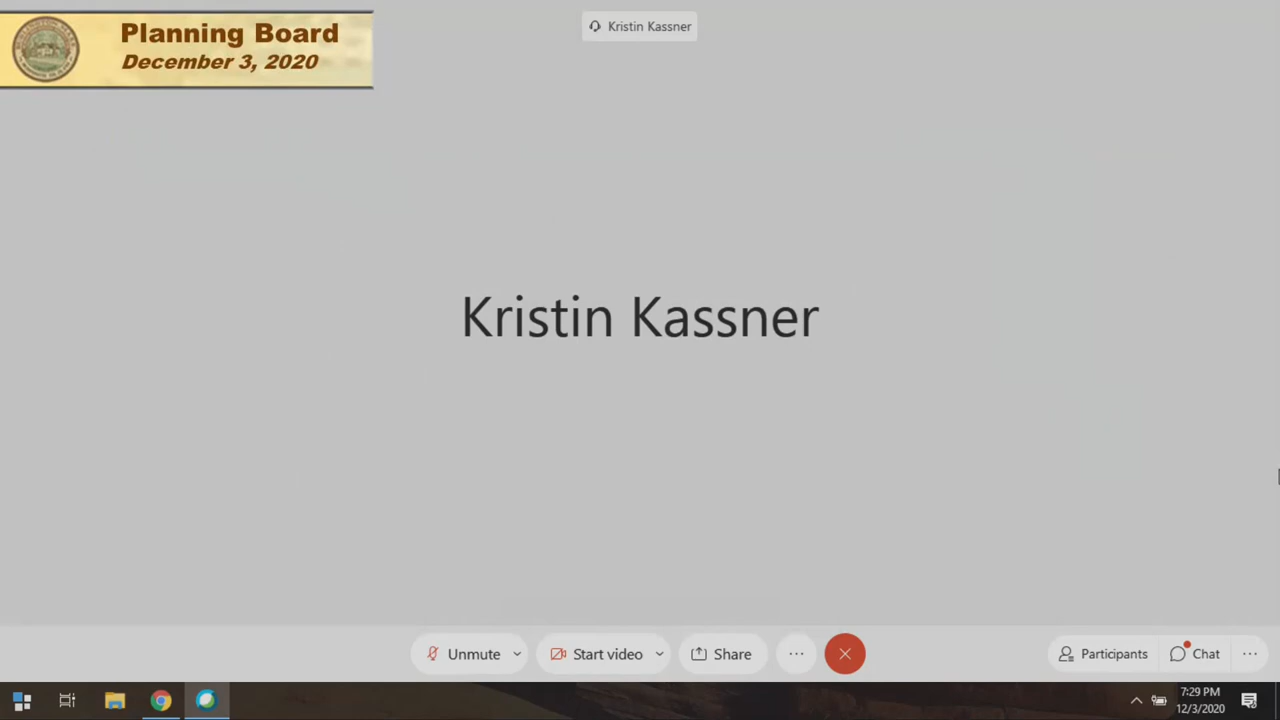 Planning Board
December 3, 2020
Kristin Kassner
Kristin Kassner
Unmute
Start video
Share
Participants
Chat
7:29 PM
12/3/2020